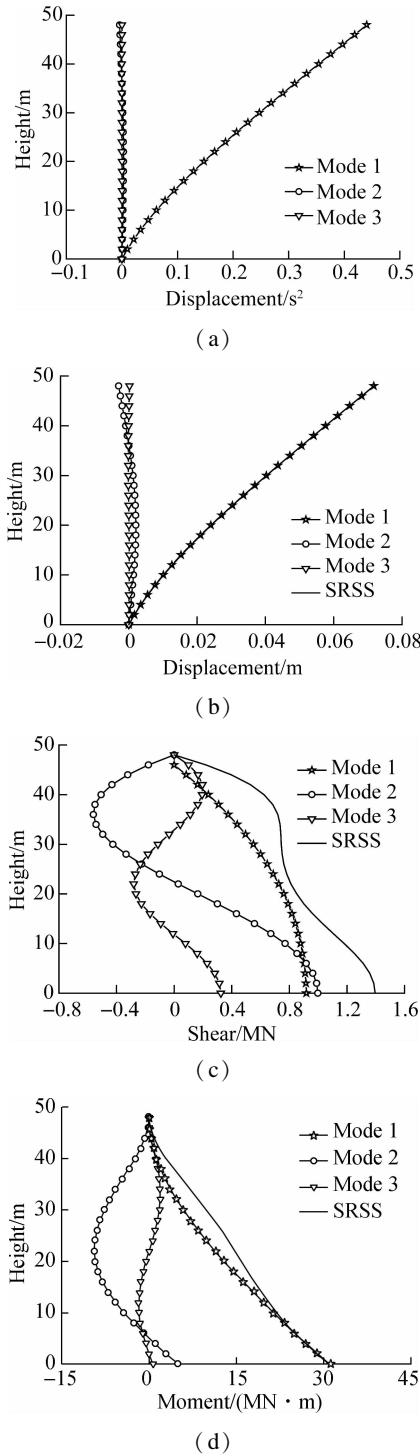 50
40
30
20
10
0
Height/m
Mode 1
Mode 2
Mode 3
−0.1 0 0.1 0.2 0.3 0.4 0.5
Displacement/s²
(a)
50
40
30
20
10
0
Height/m
Mode 1
Mode 2
Mode 3
SRSS
−0.02 0 0.02 0.04 0.06 0.08
Displacement/m
(b)
50
40
30
20
10
0
Height/m
Mode 1
Mode 2
Mode 3
SRSS
−0.8 −0.4 0 0.4 0.8 1.2 1.6
Shear/MN
(c)
50
40
30
20
10
0
Height/m
Mode 1
Mode 2
Mode 3
SRSS
−15 0 15 30 45
Moment/(MN·m)
(d)